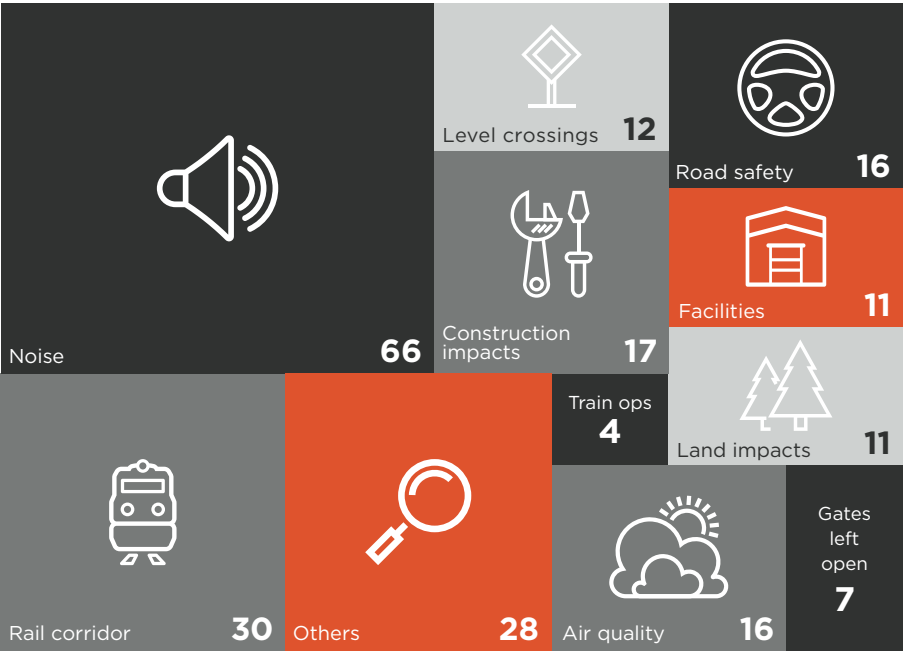 Noise
66
Level crossings
12
Construction
impacts
17
Road safety
16
Facilities
11
Land impacts
11
Rail corridor
30
Others
28
Train ops
4
Air quality
16
Gates
left
open
7